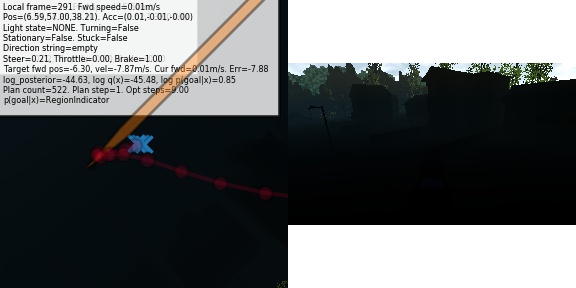 Local frame=291. Fwd speed=0.01m/s
Pos=(6.59,57.00,38.21). Acc=(0.01,-0.01,-0.00)
Light state=NONE. Turning=False
Stationary=False. Stuck=False
Direction string=empty
Steer=0.21, Throttle=0.00, Brake=1.00
Target fwd pos=-6.30, vel=-7.87m/s. Cur fwd=0.01m/s. Err=-7.88
log_posterior=-44.63, log q(x)=-45.48, log p(goal|x)=0.85
Plan count=522. Plan step=1. Opt steps=9.00
p(goal|x)=RegionIndicator